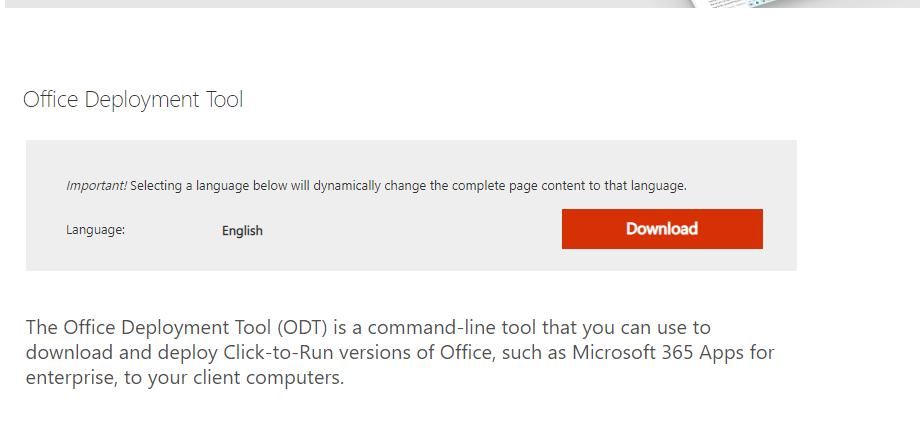 Office Deployment Tool
Important! Selecting a language below will dynamically change the complete page content to that language.
Language: English Download
The Office Deployment Tool (ODT) is a command-line tool that you can use to
download and deploy Click-to-Run versions of Office, such as Microsoft 365 Apps for
enterprise, to your client computers.